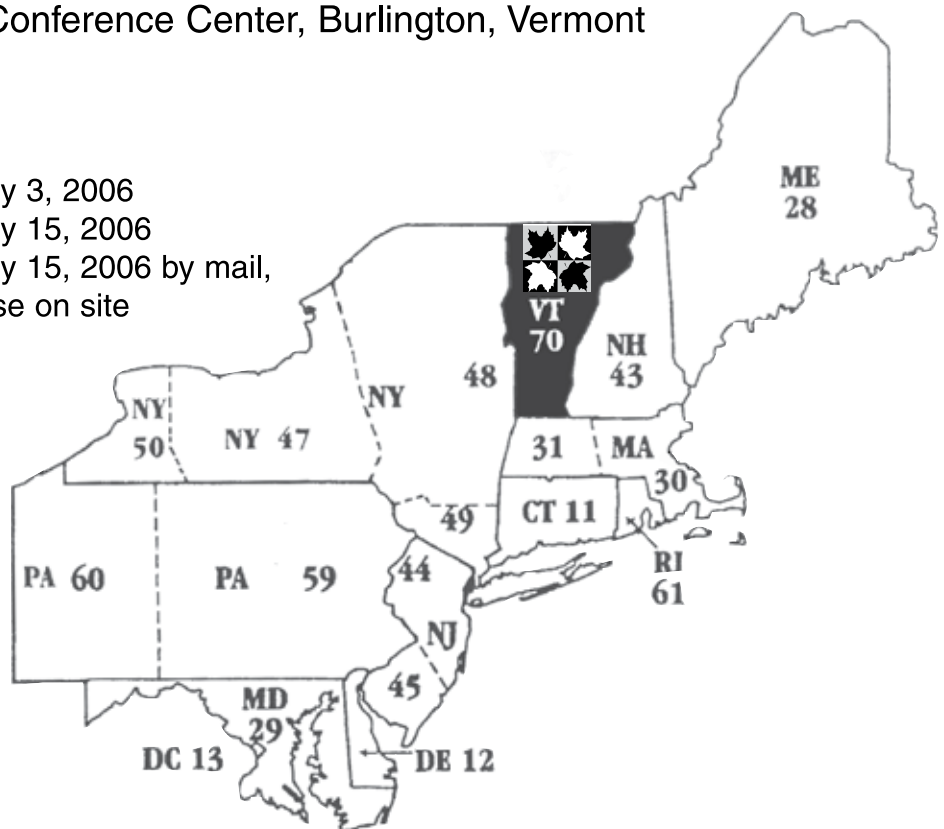 Conference Center, Burlington, Vermont
y 3, 2006
y 15, 2006
y 15, 2006 by mail,
se on site
ME
28
VT
70
NH
43
48
NY
NY
50
NY 47
31
MA
30
CT 11
49
RI
61
PA 60
PA 59
44
NJ
45
MD
29
DC 13
DE 12